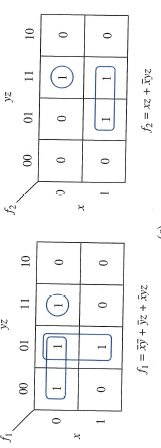 f₁ yz
00 01 11 10
0 1 1 1 0
x
1 0 1 0 0
f₁ = x̄ȳ + ȳz + x̄yz
f₂ yz
00 01 11 10
0 0 0 1 0
x
1 0 1 1 0
f₂ = xz + x̄yz